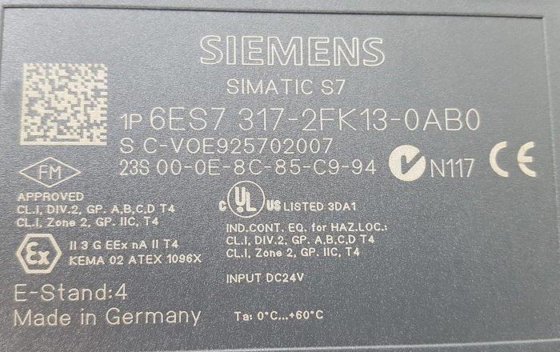 SIEMENS
SIMATIC S7
1P 6ES7 317-2FK13-0AB0
S C-VOE925702007
23S 00-0E-8C-85-C9-94
N117 CE
FM
APPROVED
CL.I, DIV.2, GP. A,B,C,D T4
CL.I, Zone 2, GP. IIC, T4
Ex
II 3 G EEx nA II T4
KEMA 02 ATEX 1096X
C UL US LISTED 3DA1
IND.CONT. EQ. for HAZ.LOC.:
CL.I, DIV.2, GP. A,B,C,D T4
CL.I, Zone 2, GP. IIC, T4
INPUT DC24V
E-Stand:4
Made in Germany
Ta: 0°C...+60°C